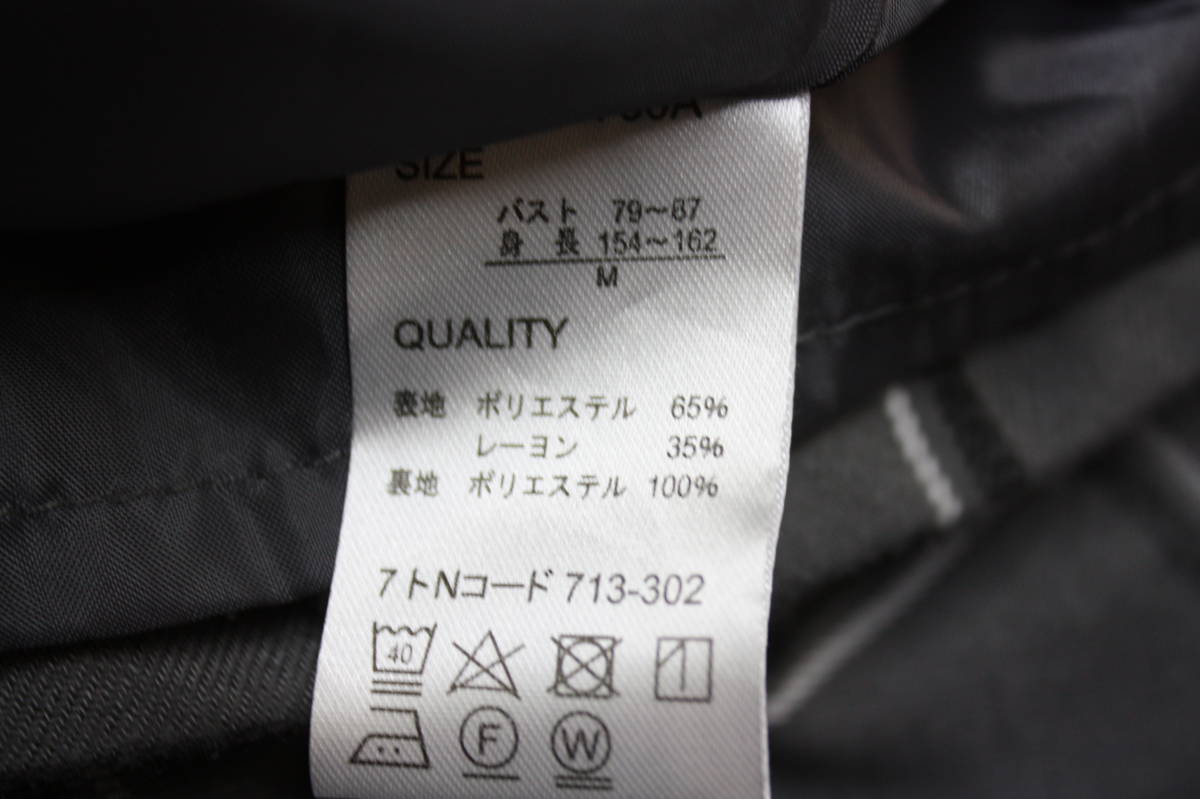 SIZE
バスト 79～87
身長 154～162
M
QUALITY
表地 ポリエステル 65%
レーヨン 35%
裏地 ポリエステル 100%
7トNコード 713-302
40
F
W